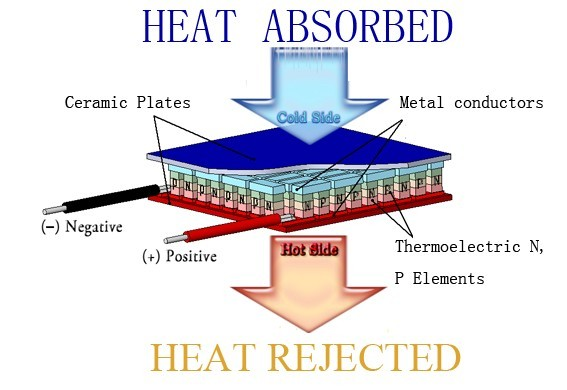 HEAT ABSORBED
Ceramic Plates
Cold Side
Metal conductors
P N P N P N P N
(−) Negative
(+) Positive
Hot Side
Thermoelectric N,
P Elements
HEAT REJECTED